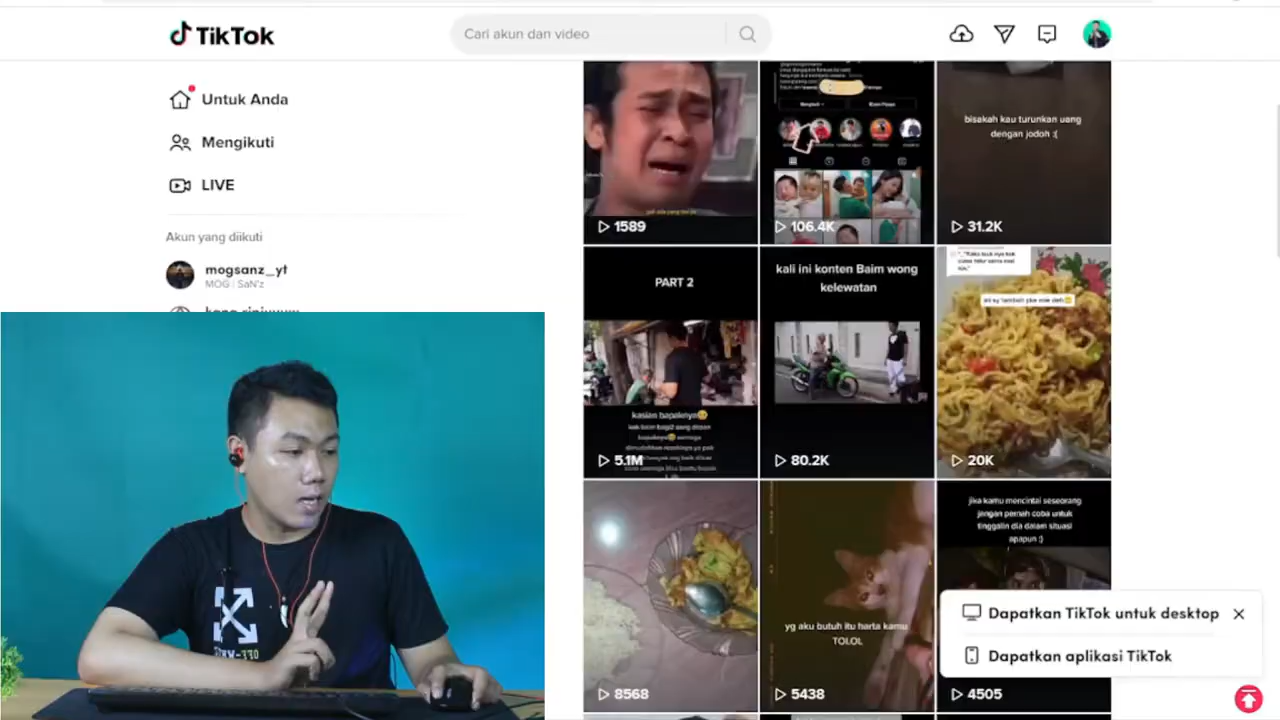 TikTok
Cari akun dan video
Untuk Anda
Mengikuti
LIVE
Akun yang diikuti
mogsanz_yt
MOG | SaN'z
1589
106.4K
bisakah kau turunkan uang
dengan jodoh :(
31.2K
PART 2
kasian bapaknya🥺
5.1M
kali ini konten Baim wong
kelewatan
80.2K
20K
8568
yg aku butuh itu harta kamu
TOLOL
5438
jika kamu mencintai seseorang
jangan pernah coba untuk
tinggalin dia dalam situasi
apapun :)
4505
Dapatkan TikTok untuk desktop
Dapatkan aplikasi TikTok